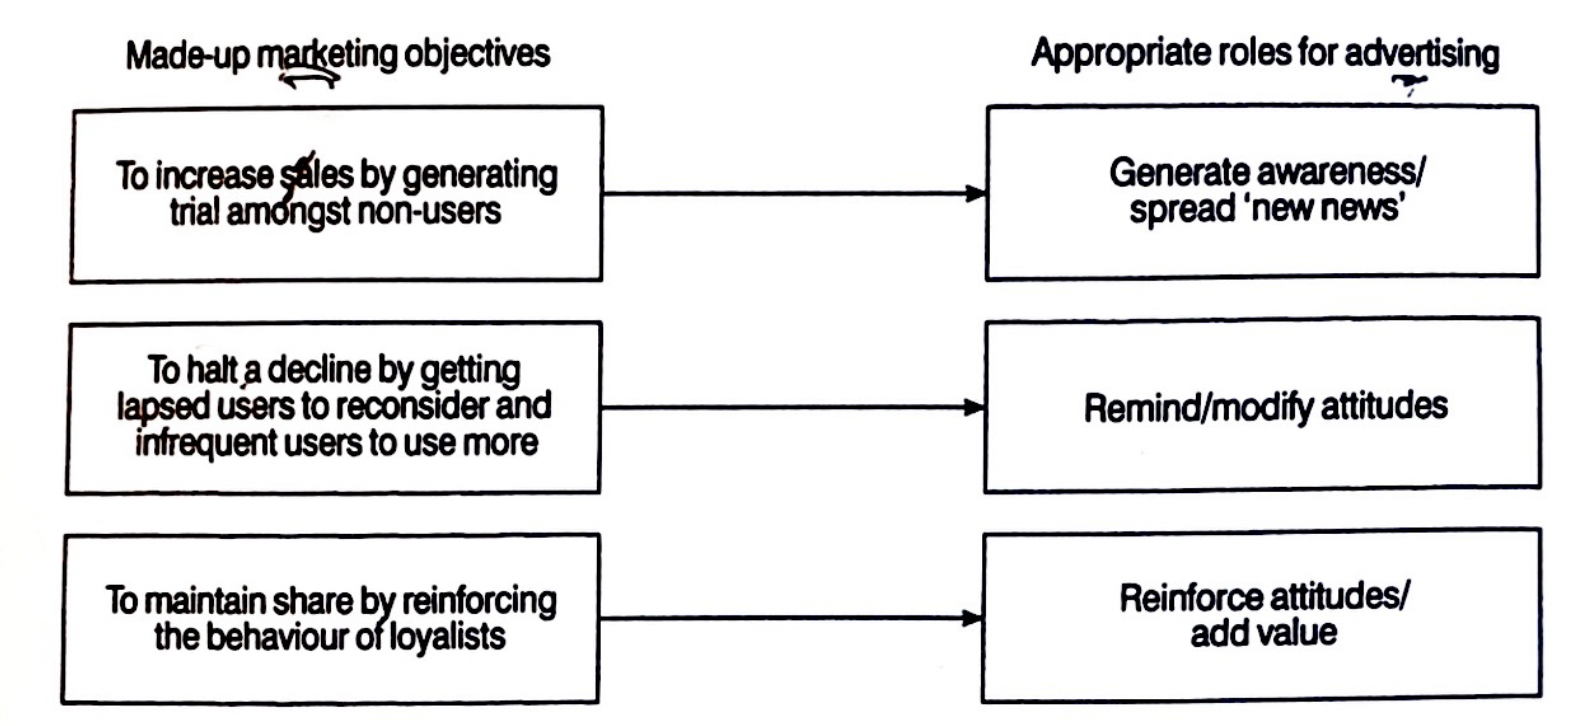 Made-up marketing objectives
Appropriate roles for advertising
To increase sales by generating
trial amongst non-users
Generate awareness/
spread 'new news'
To halt a decline by getting
lapsed users to reconsider and
infrequent users to use more
Remind/modify attitudes
To maintain share by reinforcing
the behaviour of loyalists
Reinforce attitudes/
add value